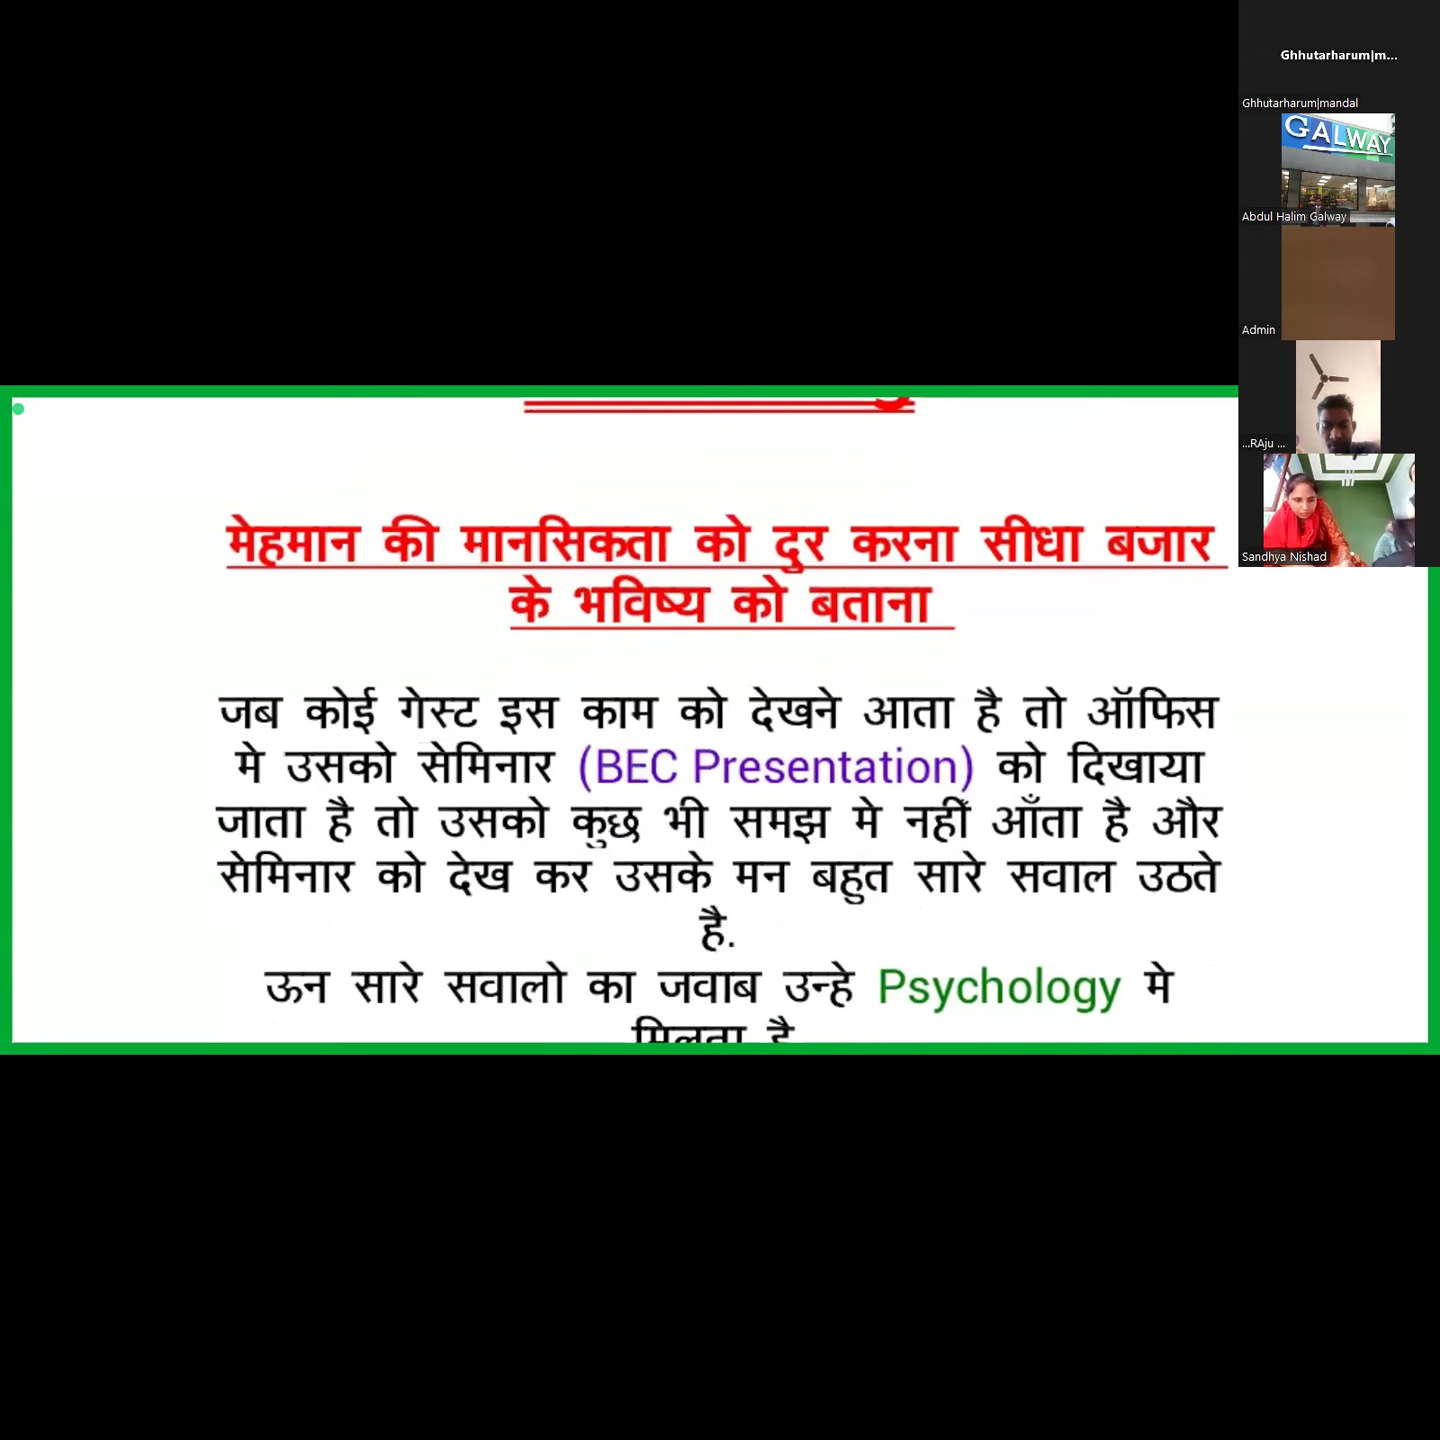 Ghhutarharum|m...
Ghhutarharum|mandal
GALWAY
Abdul Halim Galway
Admin
...RAju ...
Sandhya Nishad
मेहमान की मानसिकता को दुर करना सीधा बजार
के भविष्य को बताना
जब कोई गेस्ट इस काम को देखने आता है तो ऑफिस
मे उसको सेमिनार (BEC Presentation) को दिखाया
जाता है तो उसको कुछ भी समझ मे नहीं आँता है और
सेमिनार को देख कर उसके मन बहुत सारे सवाल उठते
है.
ऊन सारे सवालो का जवाब उन्हे Psychology मे
मिलता है